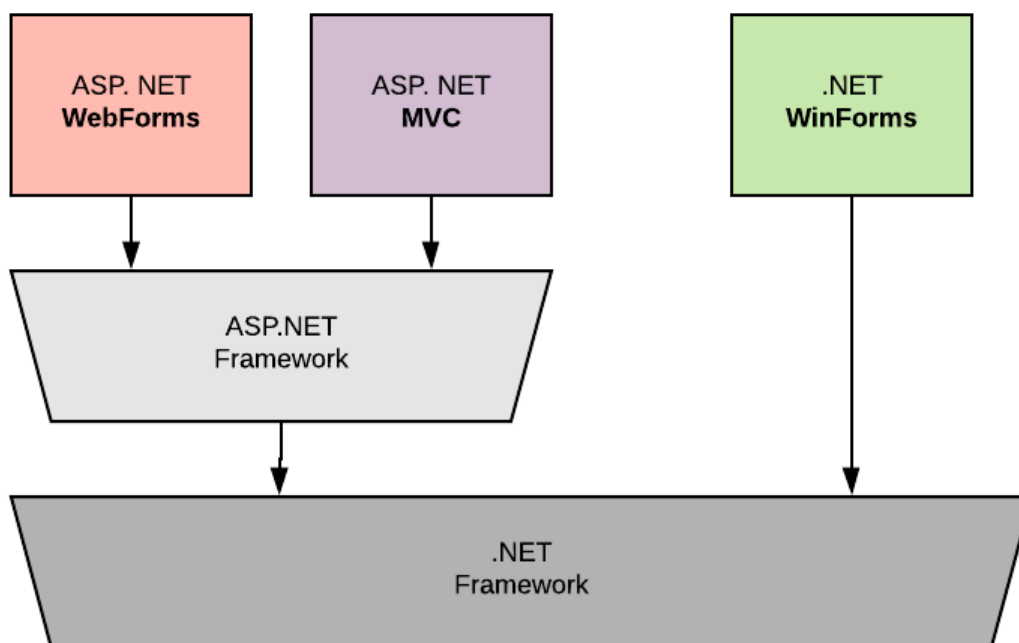 ASP. NET
WebForms
ASP. NET
MVC
.NET
WinForms
ASP.NET
Framework
.NET
Framework